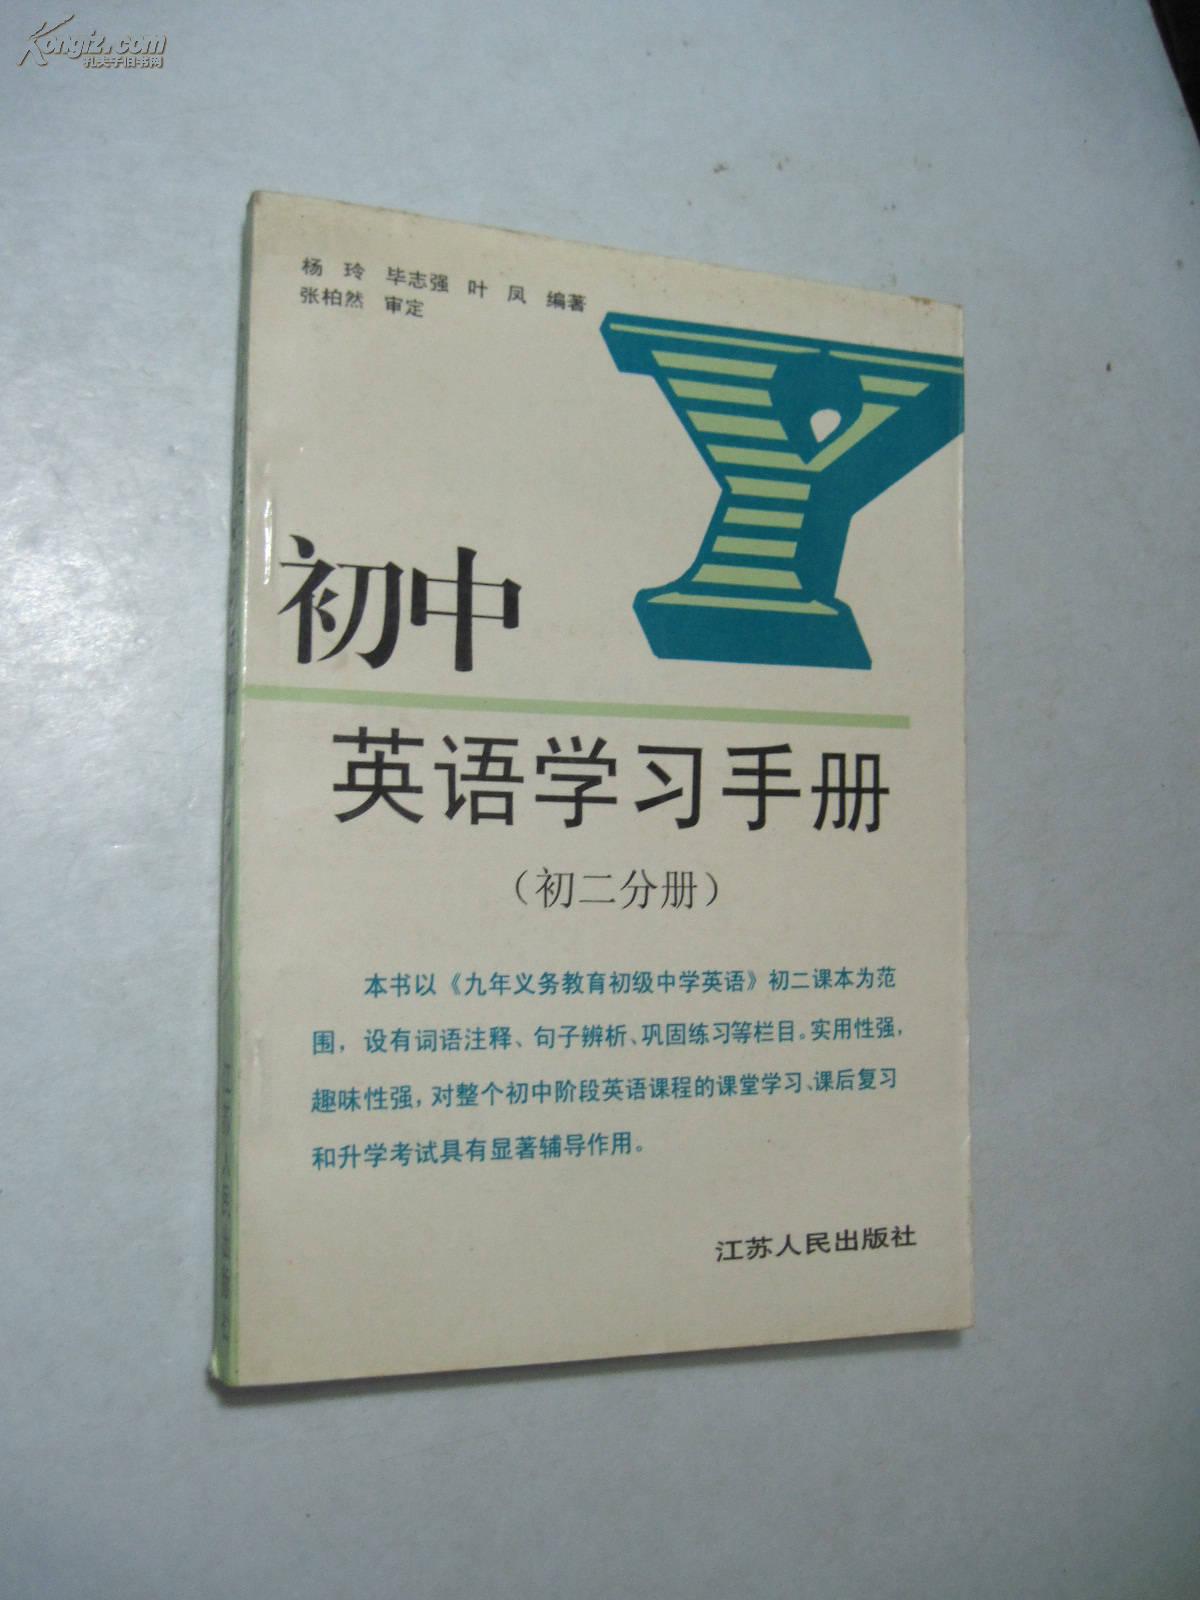 Kongfz.com
孔夫子旧书网
杨 玲 毕志强 叶 凤 编著
张柏然 审定
初中
英语学习手册
（初二分册）
本书以《九年义务教育初级中学英语》初二课本为范
围，设有词语注释、句子辨析、巩固练习等栏目。实用性强，
趣味性强，对整个初中阶段英语课程的课堂学习、课后复习
和升学考试具有显著辅导作用。
江苏人民出版社